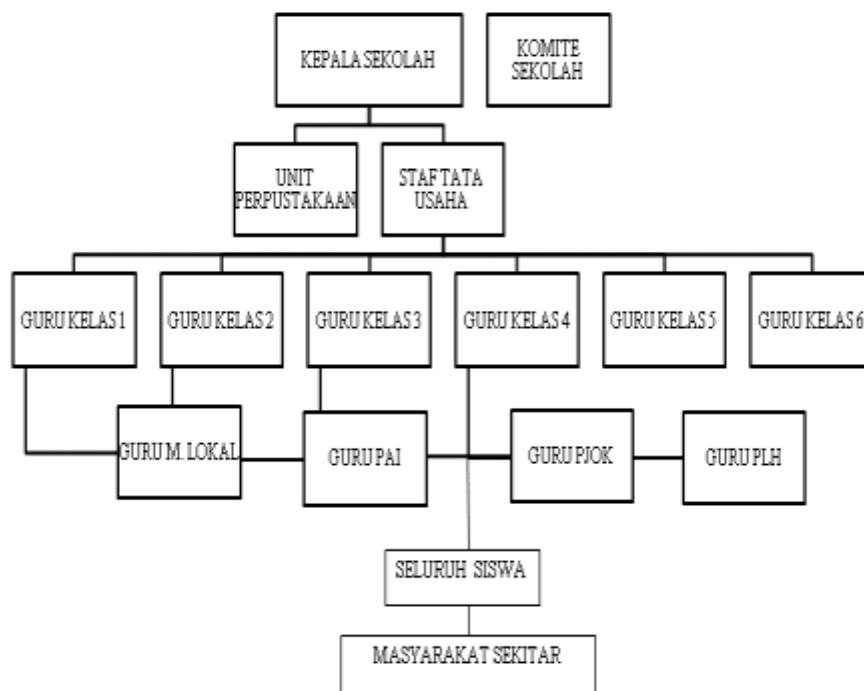 KEPALA SEKOLAH
KOMITE
SEKOLAH
UNIT
PERPUSTAKAAN
STAF TATA
USAHA
GURU KELAS 1
GURU KELAS 2
GURU KELAS 3
GURU KELAS 4
GURU KELAS 5
GURU KELAS 6
GURU M. LOKAL
GURU PAI
GURU PJOK
GURU PLH
SELURUH SISWA
MASYARAKAT SEKITAR